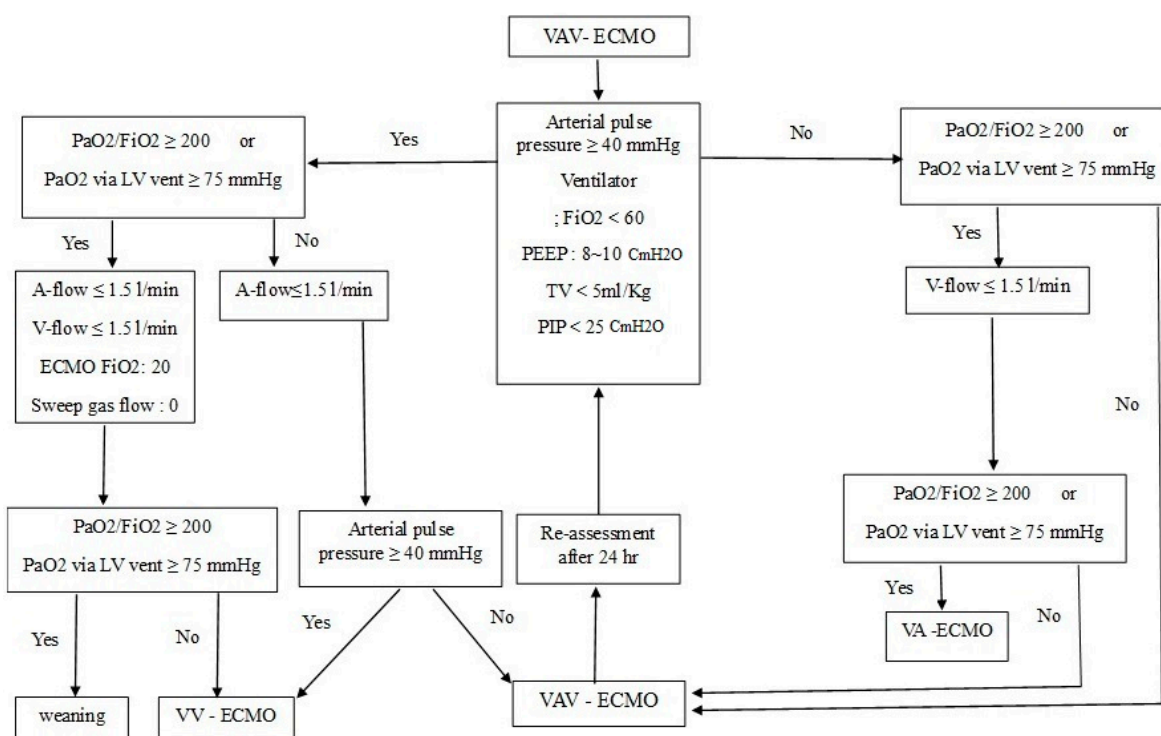 VAV- ECMO
PaO2/FiO2 ≥ 200 or
PaO2 via LV vent ≥ 75 mmHg
Yes
Arterial pulse
pressure ≥ 40 mmHg
Ventilator
; FiO2 < 60
PEEP : 8~10 CmH2O
TV < 5ml/Kg
PIP < 25 CmH2O
No
PaO2/FiO2 ≥ 200 or
PaO2 via LV vent ≥ 75 mmHg
Yes
No
Yes
A-flow ≤ 1.5 l/min
V-flow ≤ 1.5 l/min
ECMO FiO2: 20
Sweep gas flow : 0
A-flow≤1.5 l/min
V-flow ≤ 1.5 l/min
No
PaO2/FiO2 ≥ 200
PaO2 via LV vent ≥ 75 mmHg
Arterial pulse
pressure ≥ 40 mmHg
Re-assessment
after 24 hr
PaO2/FiO2 ≥ 200 or
PaO2 via LV vent ≥ 75 mmHg
Yes
No
Yes
No
Yes
No
VA -ECMO
weaning
VV - ECMO
VAV - ECMO